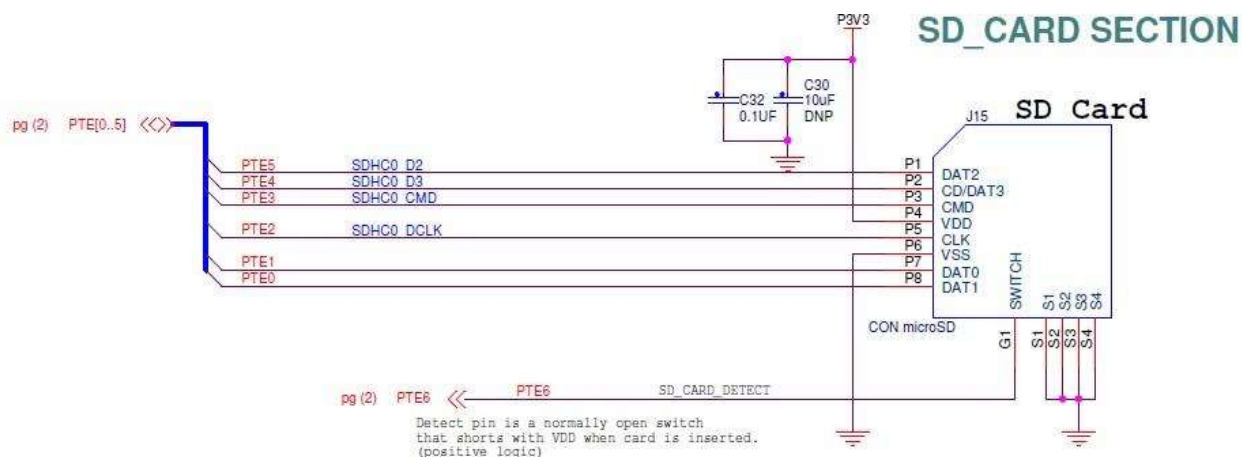 P3V3
SD_CARD SECTION
C32
0.1UF
C30
10uF
DNP
J15
SD Card
pg (2) PTE[0..5]
PTE5 SDHC0_D2 P1 DAT2
PTE4 SDHC0_D3 P2 CD/DAT3
PTE3 SDHC0_CMD P3 CMD
P4 VDD
PTE2 SDHC0_DCLK P5 CLK
P6 VSS
PTE1 P7 DAT0
PTE0 P8 DAT1
SWITCH S1 S2 S3 S4
CON microSD
G1 S1 S2 S3 S4
pg (2) PTE6 PTE6 SD_CARD_DETECT
Detect pin is a normally open switch
that shorts with VDD when card is inserted.
(positive logic)